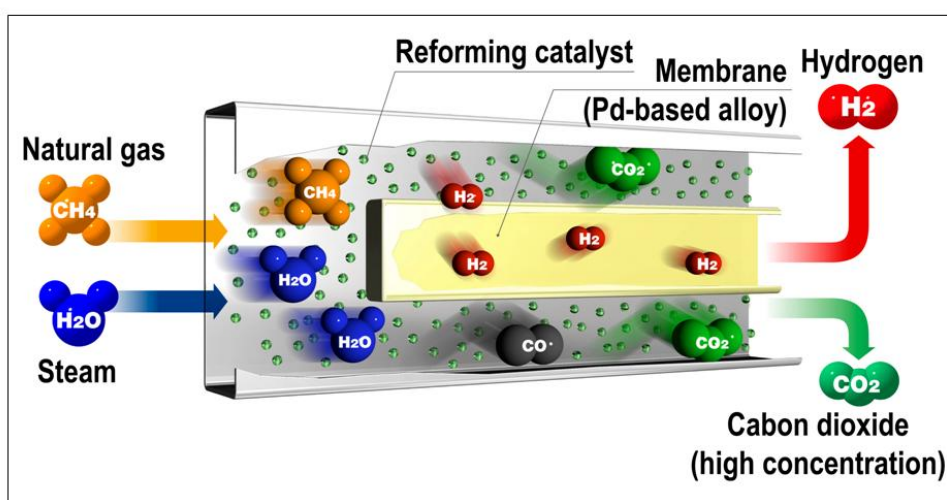 Reforming catalyst
Membrane
(Pd-based alloy)
Hydrogen
H2
Natural gas
CH4
Steam
H2O
CH4
H2O
H2O
H2
H2
H2
H2
CO2
CO
CO2
CO2
Cabon dioxide
(high concentration)